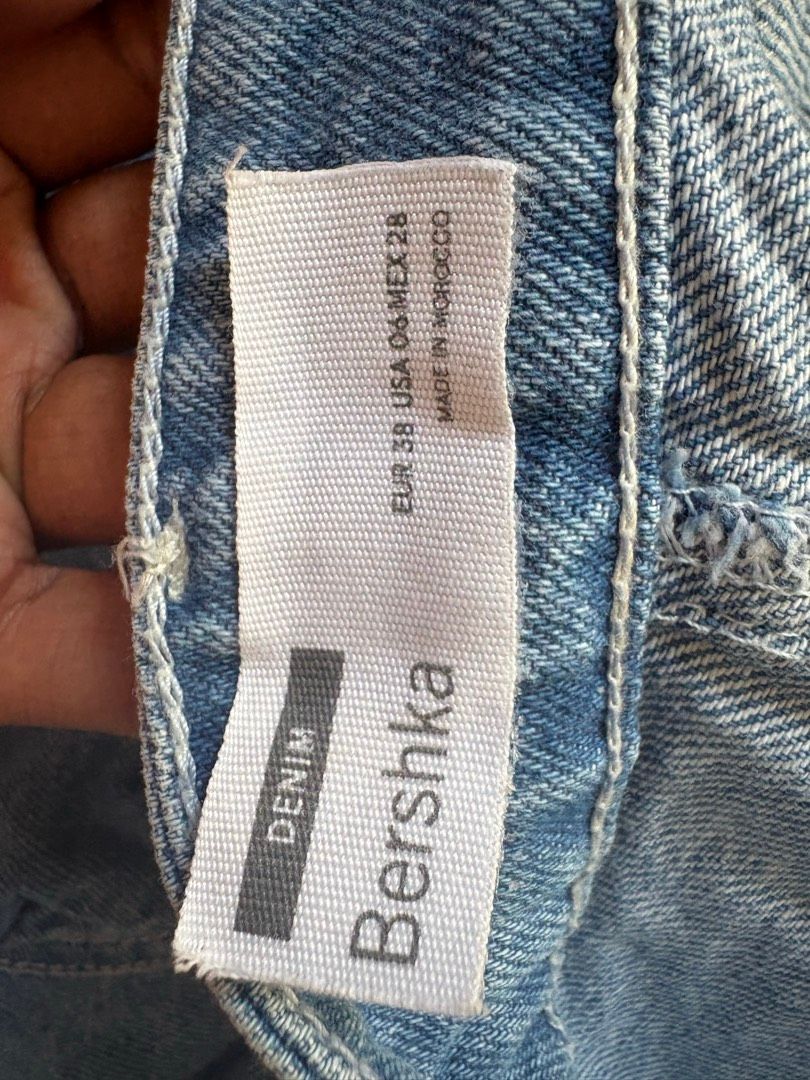 DENIM
Bershka
EUR 38 USA 06 MEX 28
MADE IN MOROCCO